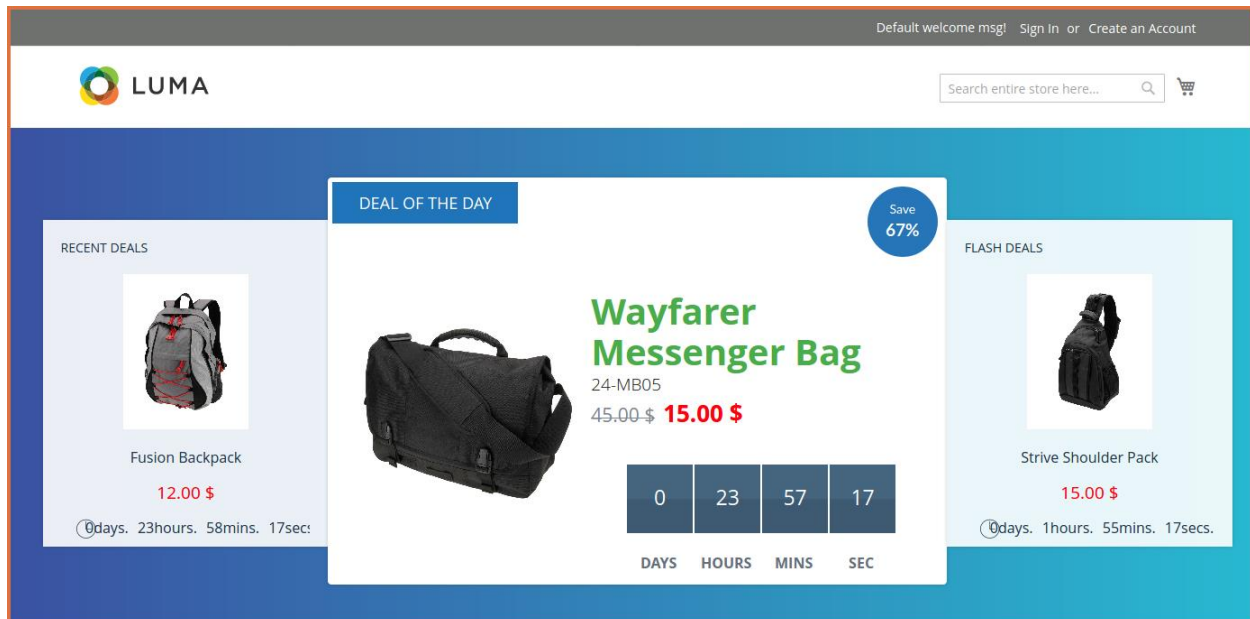 Default welcome msg! Sign In or Create an Account
LUMA
Search entire store here...
RECENT DEALS
Fusion Backpack
12.00 $
0days. 23hours. 58mins. 17secs
DEAL OF THE DAY
Save
67%
Wayfarer
Messenger Bag
24-MB05
45.00 $ 15.00 $
0 23 57 17
DAYS HOURS MINS SEC
FLASH DEALS
Strive Shoulder Pack
15.00 $
0days. 1hours. 55mins. 17secs.